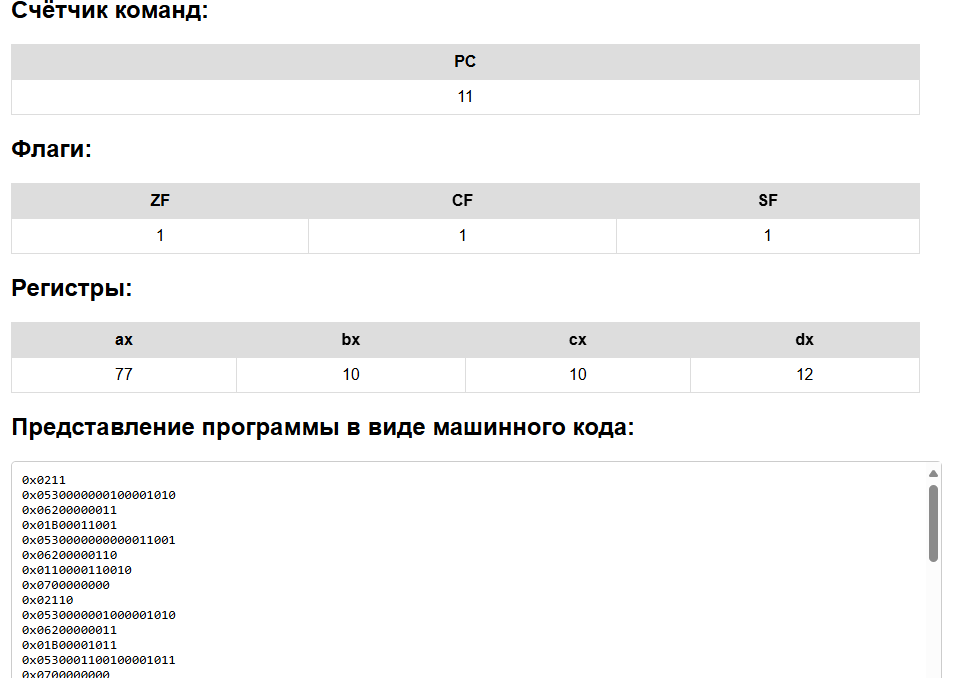 Счётчик команд:
PC
11
Флаги:
ZF CF SF
1 1 1
Регистры:
ax bx cx dx
77 10 10 12
Представление программы в виде машинного кода:
0x0211
0x0530000000100001010
0x06200000011
0x01B00011001
0x0530000000000011001
0x06200000110
0x0110000110010
0x0700000000
0x02110
0x0530000001000001010
0x06200000011
0x01B00001011
0x0530001100100001011
0x0700000000